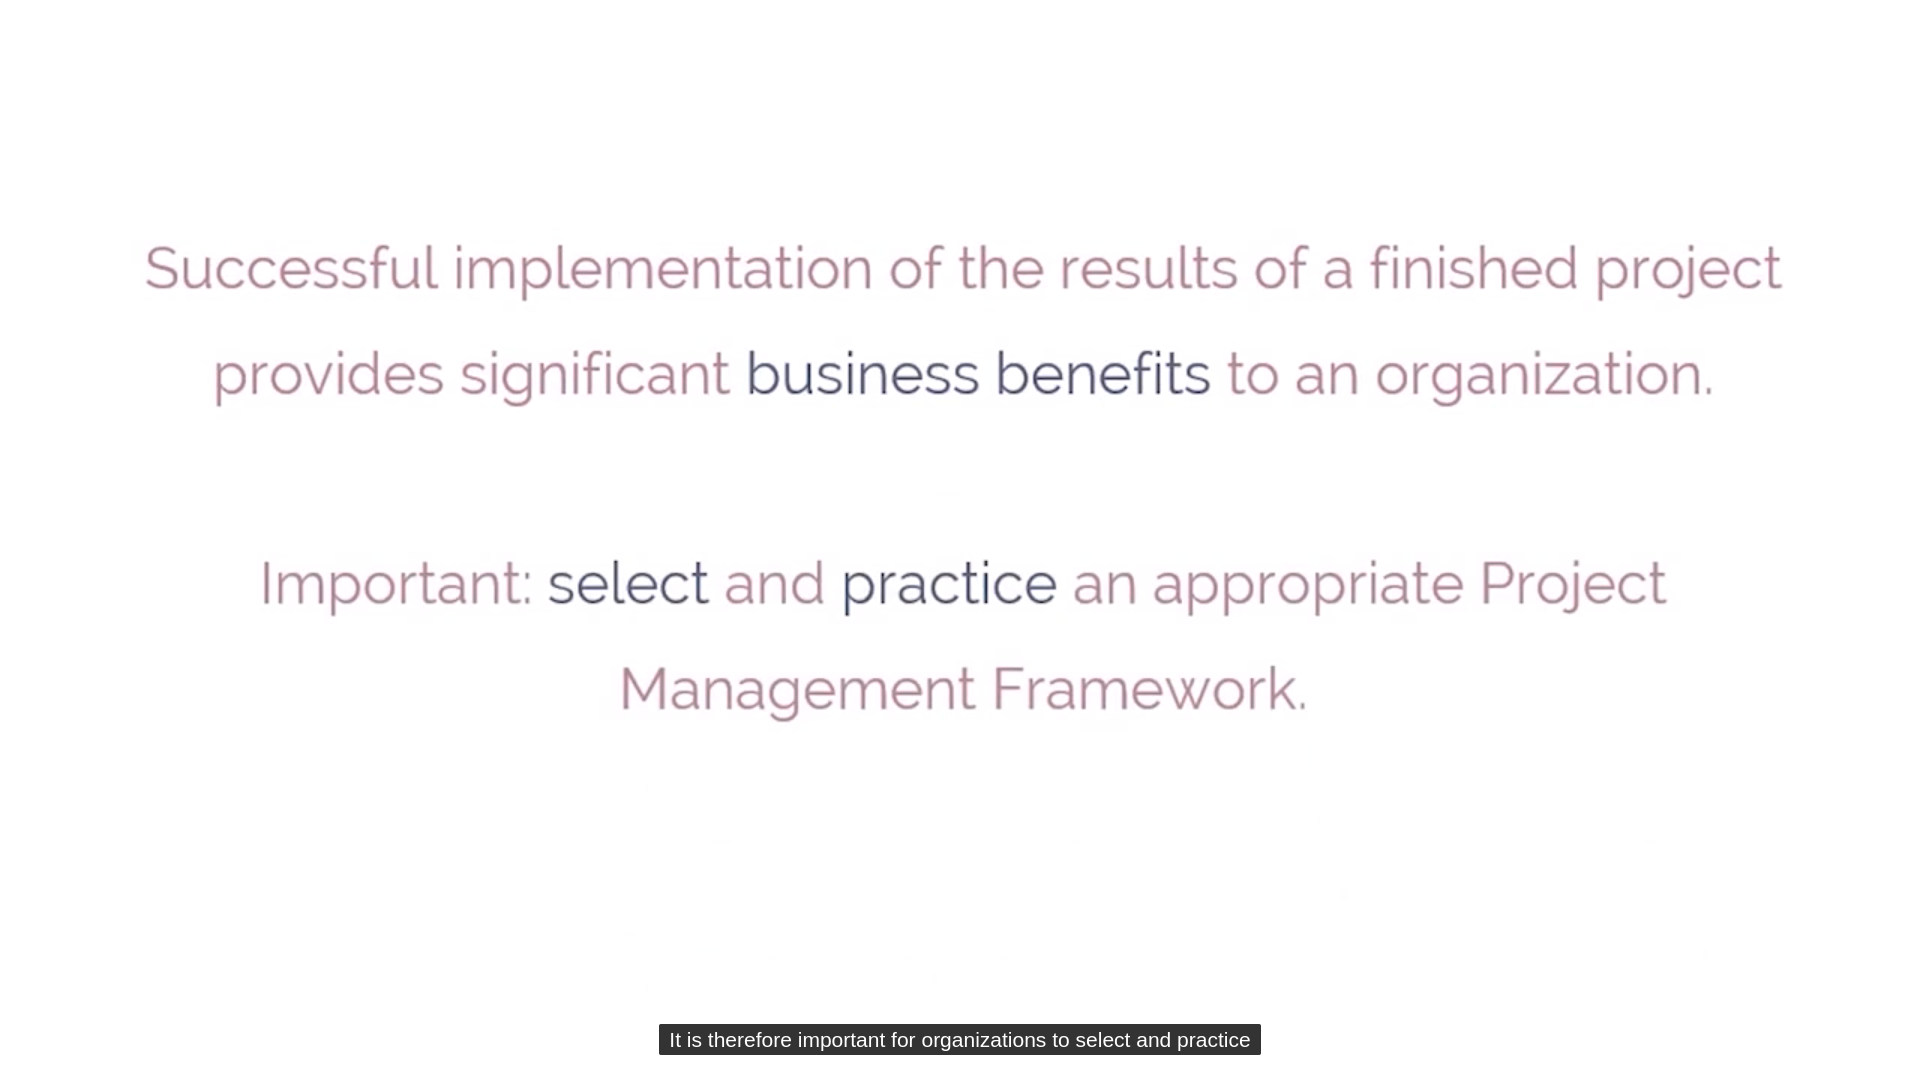 Successful implementation of the results of a finished project
provides significant business benefits to an organization.
Important: select and practice an appropriate Project
Management Framework.
It is therefore important for organizations to select and practice